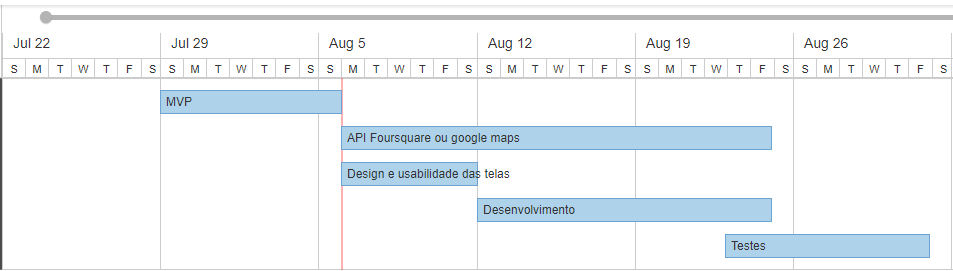 Jul 22 Jul 29 Aug 5 Aug 12 Aug 19 Aug 26
S M T W T F S S M T W T F S S M T W T F S S M T W T F S S M T W T F S S M T W T F S
MVP
API Foursquare ou google maps
Design e usabilidade das telas
Desenvolvimento
Testes